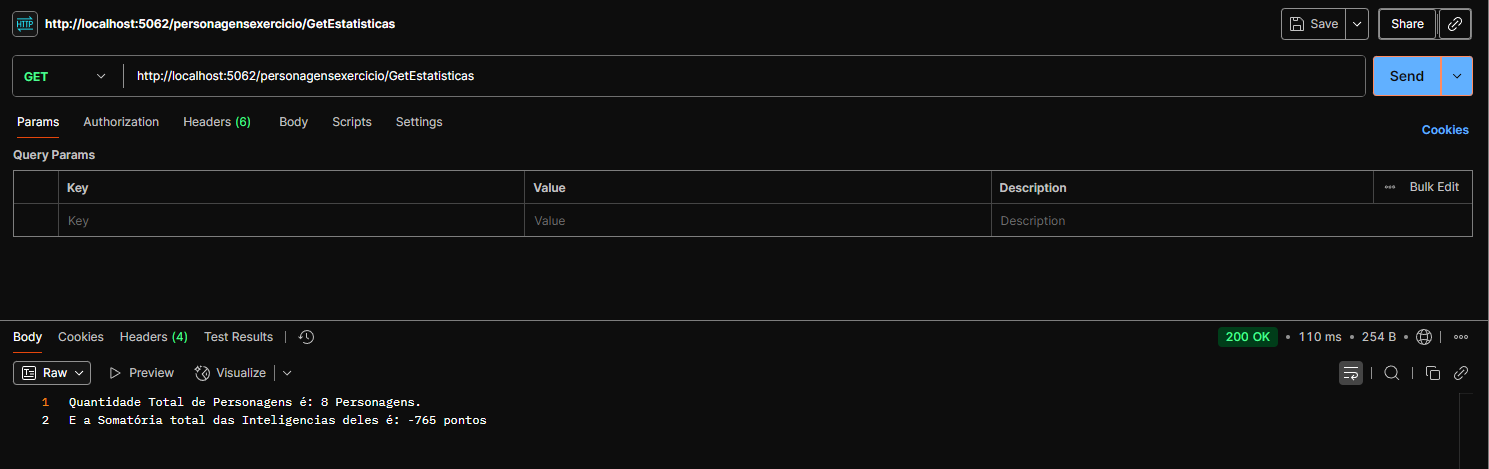 HTTP http://localhost:5062/personagensexercicio/GetEstatisticas Save Share
GET http://localhost:5062/personagensexercicio/GetEstatisticas Send
Params Authorization Headers (6) Body Scripts Settings Cookies
Query Params
Key Value Description Bulk Edit
Key Value Description
Body Cookies Headers (4) Test Results 200 OK • 110 ms • 254 B •
Raw Preview Visualize
1 Quantidade Total de Personagens é: 8 Personagens.
2 E a Somatória total das Inteligencias deles é: -765 pontos